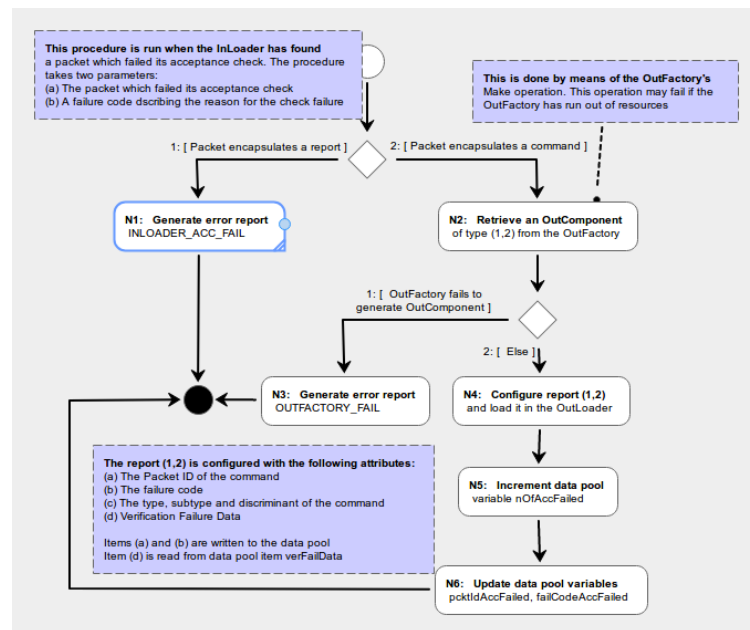 This procedure is run when the InLoader has found
a packet which failed its acceptance check. The procedure
takes two parameters:
(a) The packet which failed its acceptance check
(b) A failure code dscribing the reason for the check failure
This is done by means of the OutFactory's
Make operation. This operation may fail if the
OutFactory has run out of resources
1: [ Packet encapsulates a report ]
2: [ Packet encapsulates a command ]
N1: Generate error report
INLOADER_ACC_FAIL
N2: Retrieve an OutComponent
of type (1,2) from the OutFactory
1: [ OutFactory fails to
generate OutComponent ]
2: [ Else ]
N3: Generate error report
OUTFACTORY_FAIL
N4: Configure report (1,2)
and load it in the OutLoader
The report (1,2) is configured with the following attributes:
(a) The Packet ID of the command
(b) The failure code
(c) The type, subtype and discriminant of the command
(d) Verification Failure Data
Items (a) and (b) are written to the data pool
Item (d) is read from data pool item verFailData
N5: Increment data pool
variable nOfAccFailed
N6: Update data pool variables
pcktIdAccFailed, failCodeAccFailed